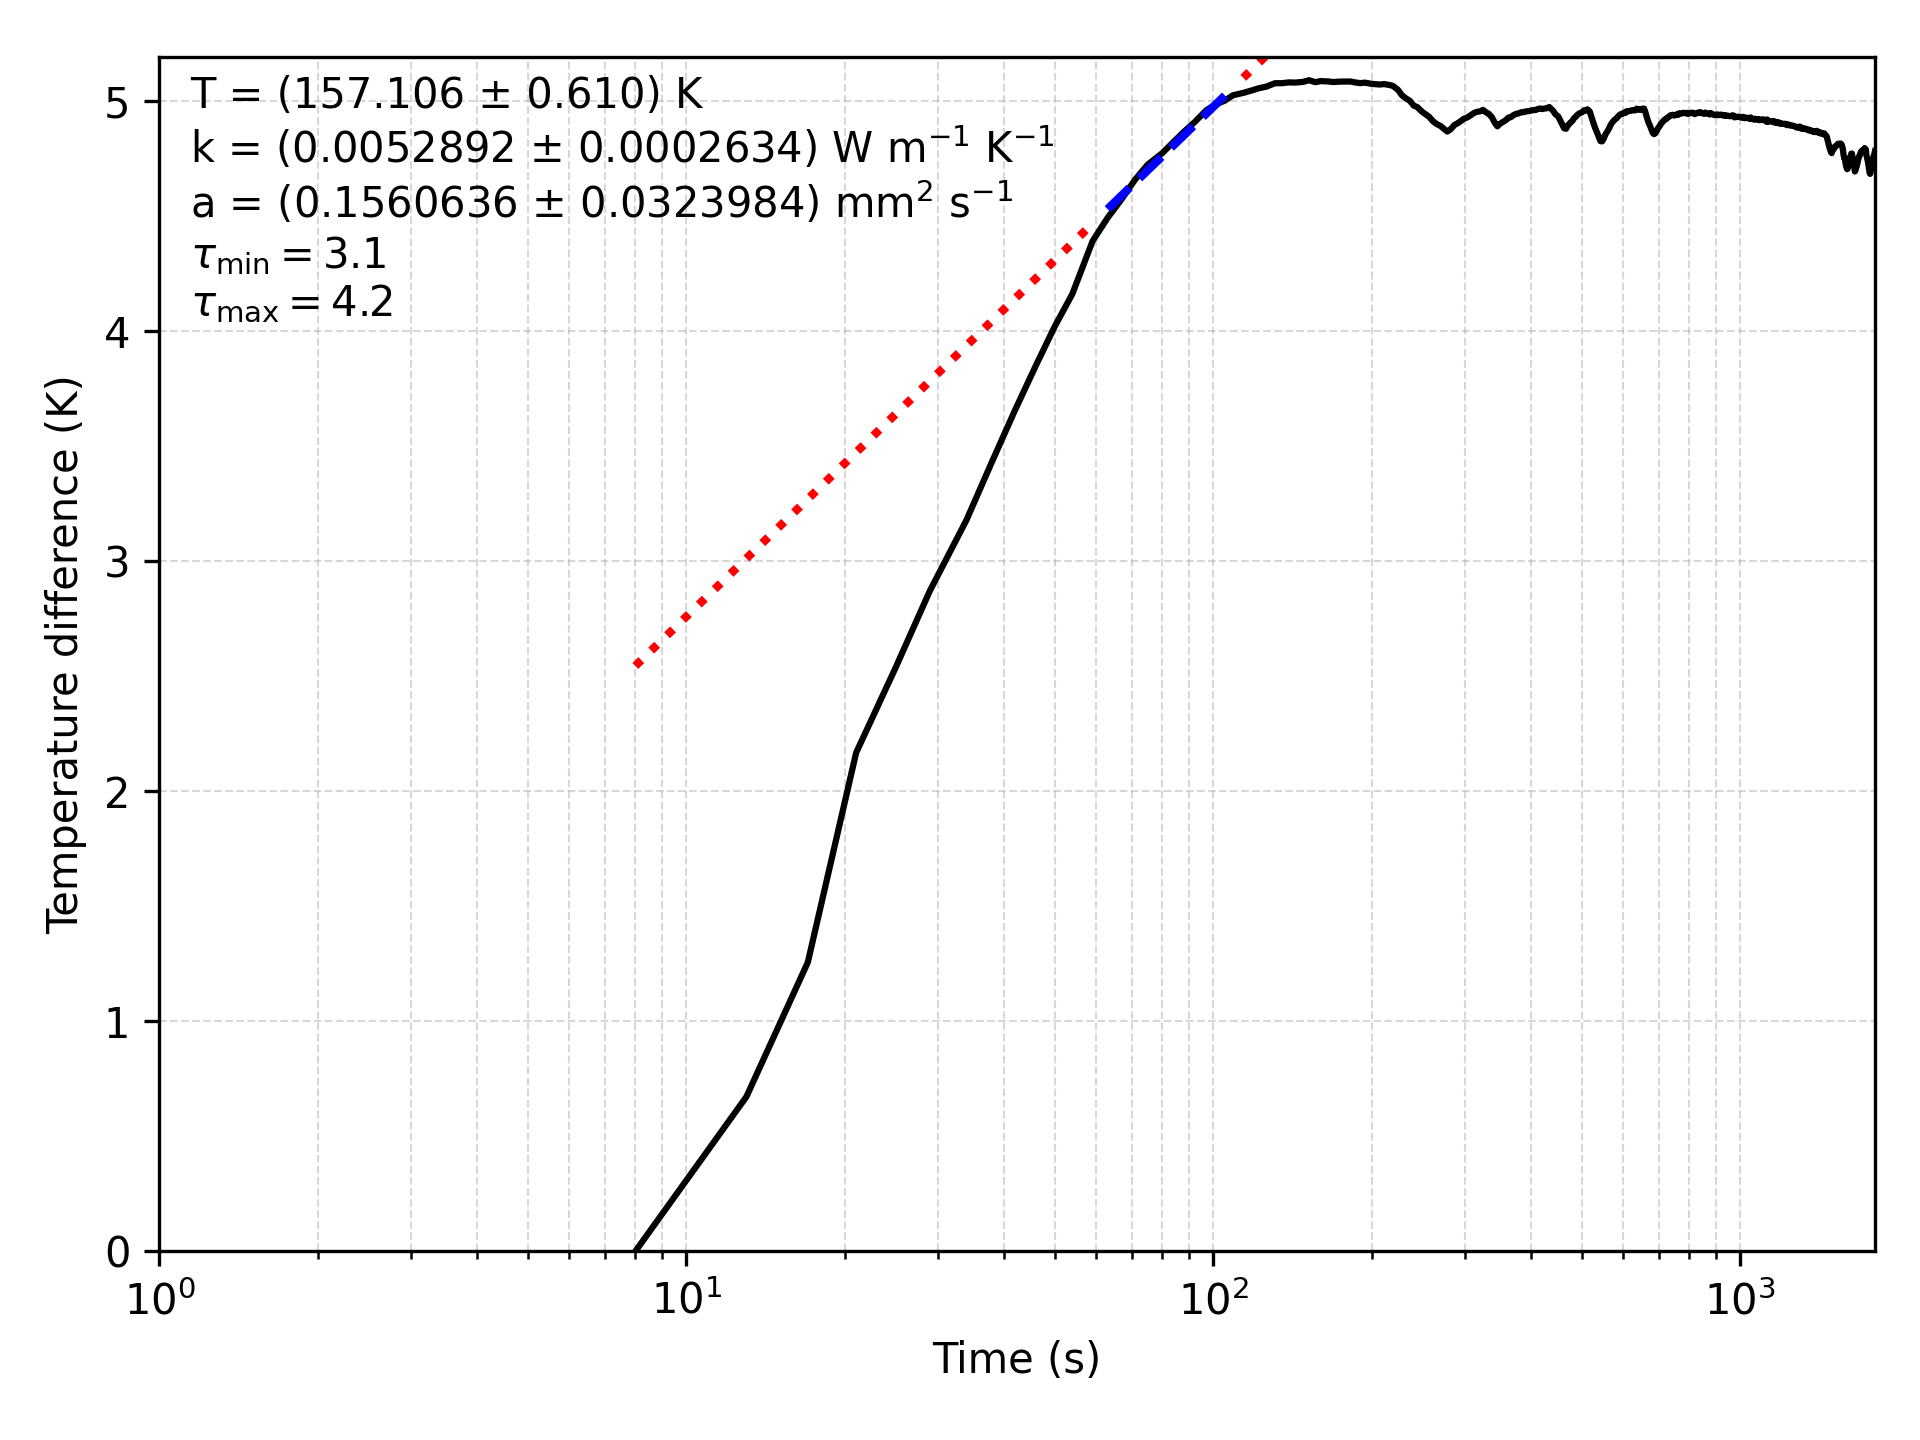 T = (157.106 ± 0.610) K
k = (0.0052892 ± 0.0002634) W m⁻¹ K⁻¹
a = (0.1560636 ± 0.0323984) mm² s⁻¹
τmin = 3.1
τmax = 4.2
5
4
3
2
1
0
Temperature difference (K)
10⁰ 10¹ 10² 10³
Time (s)